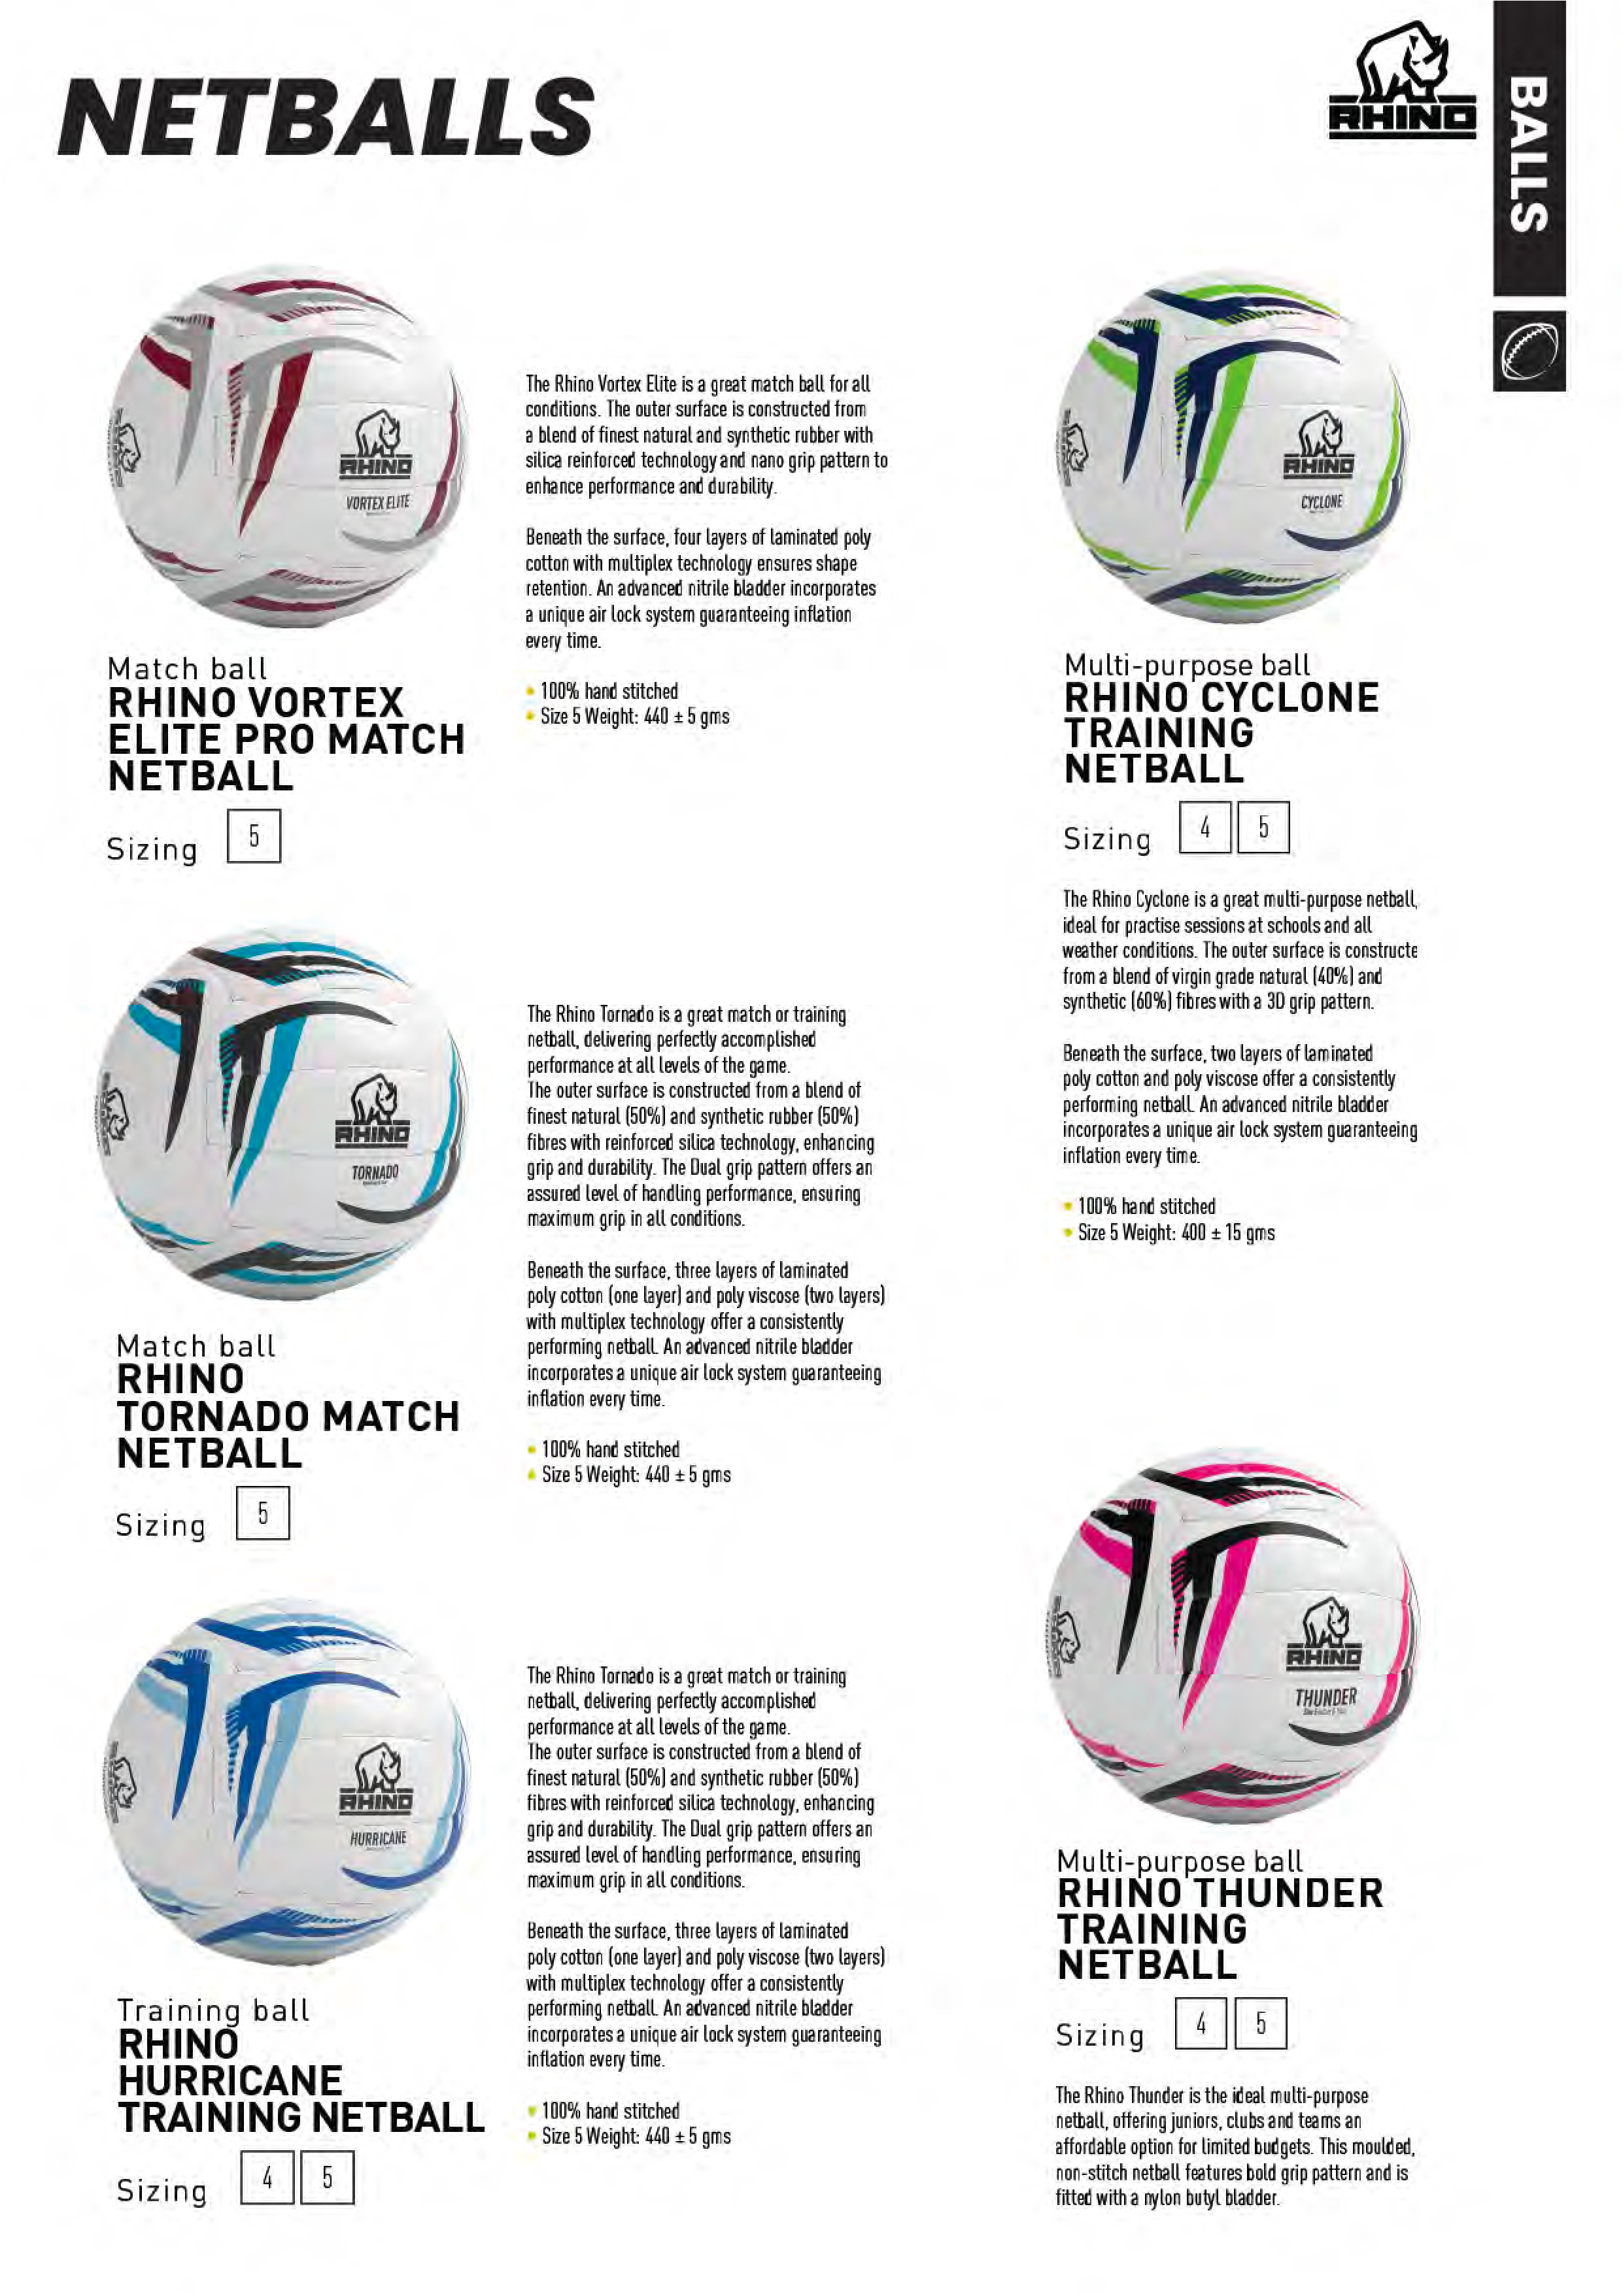 NETBALLS
RHINO
BALLS
RHINO
VORTEX ELITE
Match ball
RHINO VORTEX
ELITE PRO MATCH
NETBALL
Sizing 5
The Rhino Vortex Elite is a great match ball for all
conditions. The outer surface is constructed from
a blend of finest natural and synthetic rubber with
silica reinforced technology and nano grip pattern to
enhance performance and durability.
Beneath the surface, four layers of laminated poly
cotton with multiplex technology ensures shape
retention. An advanced nitrile bladder incorporates
a unique air lock system guaranteeing inflation
every time.
• 100% hand stitched
• Size 5 Weight: 440 ± 5 gms
RHINO
TORNADO
Match ball
RHINO
TORNADO MATCH
NETBALL
Sizing 5
The Rhino Tornado is a great match or training
netball, delivering perfectly accomplished
performance at all levels of the game.
The outer surface is constructed from a blend of
finest natural (50%) and synthetic rubber (50%)
fibres with reinforced silica technology, enhancing
grip and durability. The Dual grip pattern offers an
assured level of handling performance, ensuring
maximum grip in all conditions.
Beneath the surface, three layers of laminated
poly cotton (one layer) and poly viscose (two layers)
with multiplex technology offer a consistently
performing netball. An advanced nitrile bladder
incorporates a unique air lock system guaranteeing
inflation every time.
• 100% hand stitched
• Size 5 Weight: 440 ± 5 gms
RHINO
HURRICANE
Training ball
RHINO
HURRICANE
TRAINING NETBALL
Sizing 4 5
The Rhino Tornado is a great match or training
netball, delivering perfectly accomplished
performance at all levels of the game.
The outer surface is constructed from a blend of
finest natural (50%) and synthetic rubber (50%)
fibres with reinforced silica technology, enhancing
grip and durability. The Dual grip pattern offers an
assured level of handling performance, ensuring
maximum grip in all conditions.
Beneath the surface, three layers of laminated
poly cotton (one layer) and poly viscose (two layers)
with multiplex technology offer a consistently
performing netball. An advanced nitrile bladder
incorporates a unique air lock system guaranteeing
inflation every time.
• 100% hand stitched
• Size 5 Weight: 440 ± 5 gms
RHINO
CYCLONE
Multi-purpose ball
RHINO CYCLONE
TRAINING
NETBALL
Sizing 4 5
The Rhino Cyclone is a great multi-purpose netball,
ideal for practise sessions at schools and all
weather conditions. The outer surface is constructe
from a blend of virgin grade natural (40%) and
synthetic (60%) fibres with a 3D grip pattern.
Beneath the surface, two layers of laminated
poly cotton and poly viscose offer a consistently
performing netball. An advanced nitrile bladder
incorporates a unique air lock system guaranteeing
inflation every time.
• 100% hand stitched
• Size 5 Weight: 400 ± 15 gms
RHINO
THUNDER
Multi-purpose ball
RHINO THUNDER
TRAINING
NETBALL
Sizing 4 5
The Rhino Thunder is the ideal multi-purpose
netball, offering juniors, clubs and teams an
affordable option for limited budgets. This moulded,
non-stitch netball features bold grip pattern and is
fitted with a nylon butyl bladder.